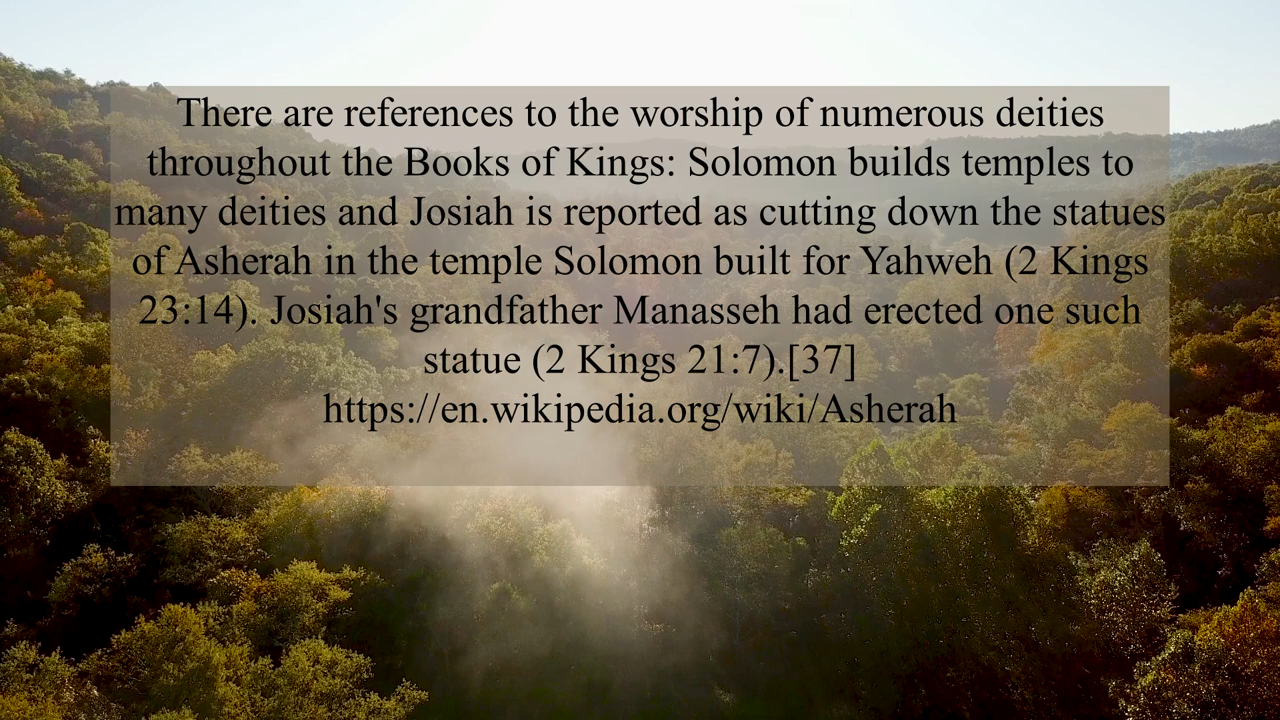 There are references to the worship of numerous deities
throughout the Books of Kings: Solomon builds temples to
many deities and Josiah is reported as cutting down the statues
of Asherah in the temple Solomon built for Yahweh (2 Kings
23:14). Josiah's grandfather Manasseh had erected one such
statue (2 Kings 21:7).[37]
https://en.wikipedia.org/wiki/Asherah